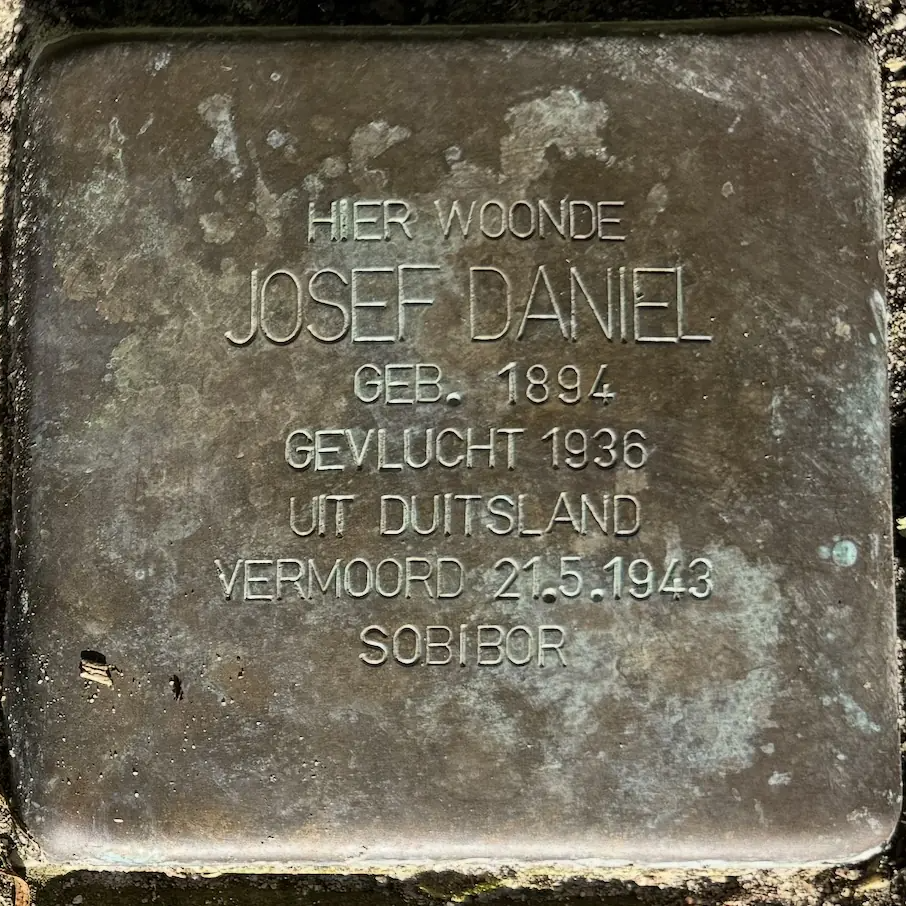 HIER WOONDE
JOSEF DANIEL
GEB. 1894
GEVLUCHT 1936
UIT DUITSLAND
VERMOORD 21.5.1943
SOBIBOR